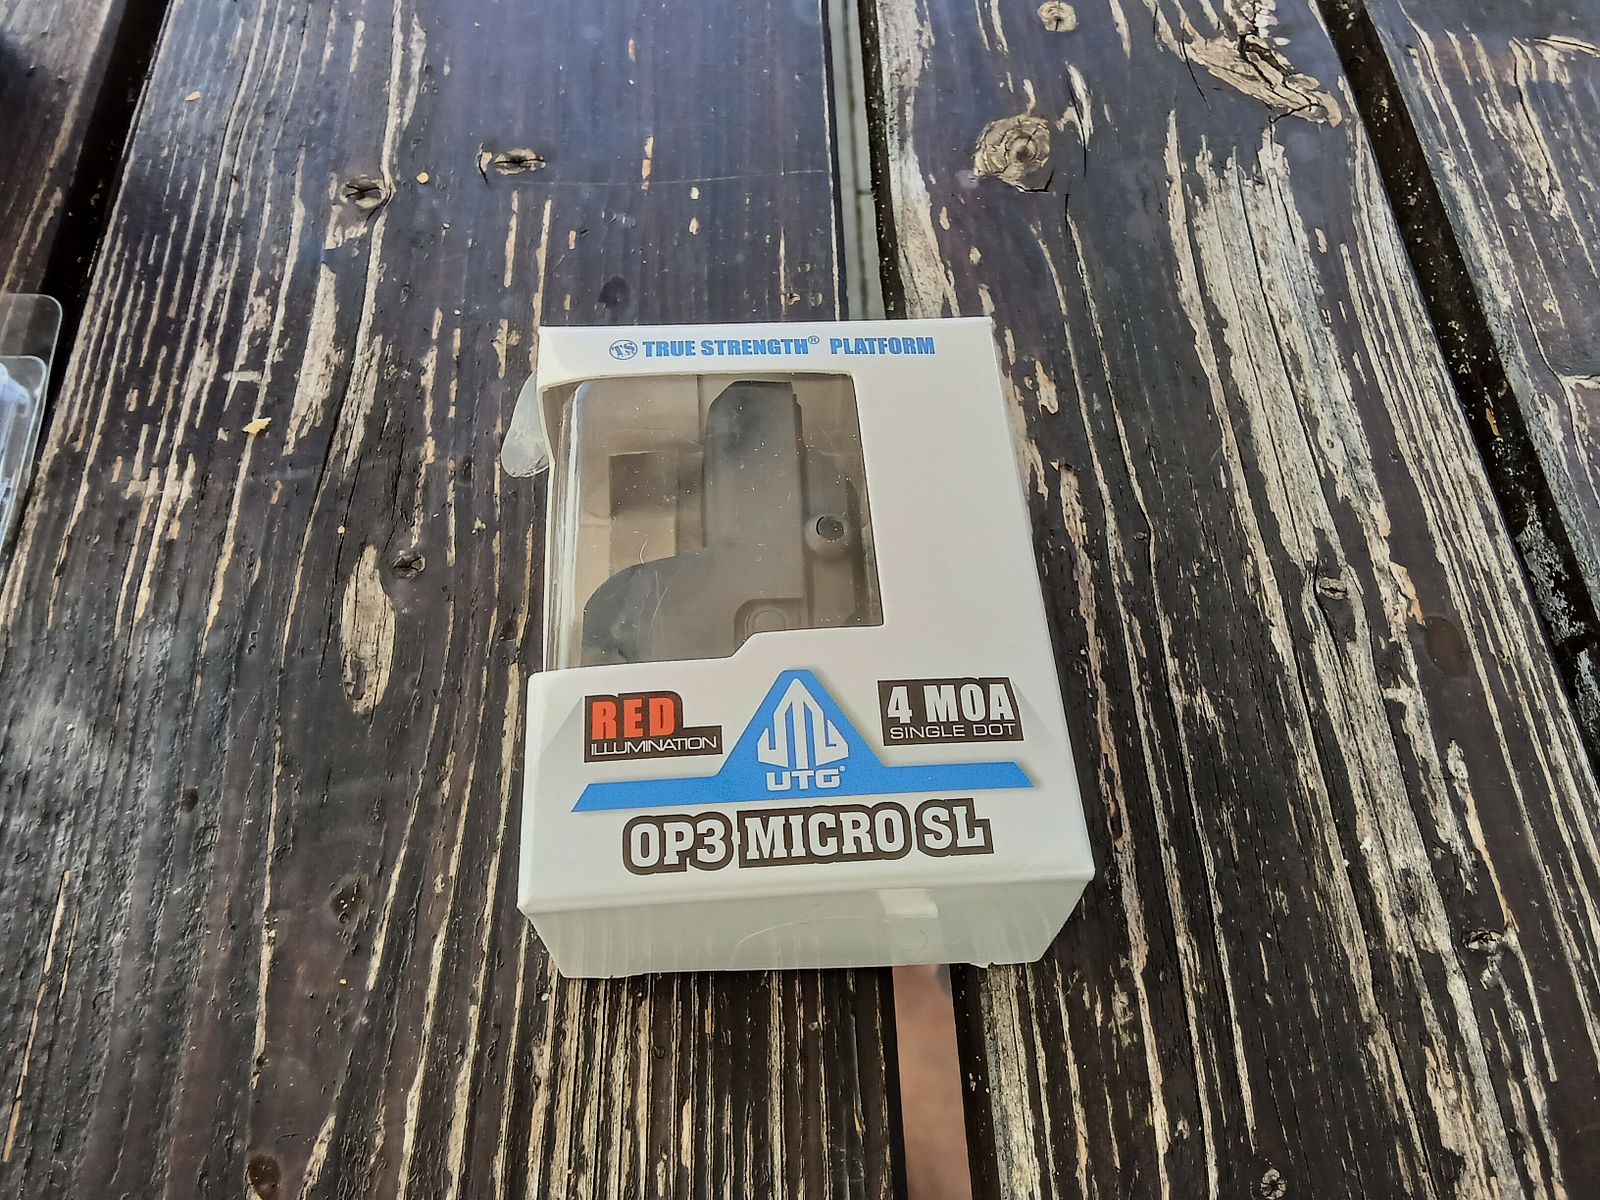 TS TRUE STRENGTH® PLATFORM
RED
ILLUMINATION
4 MOA
SINGLE DOT
UTG®
OP3 MICRO SL